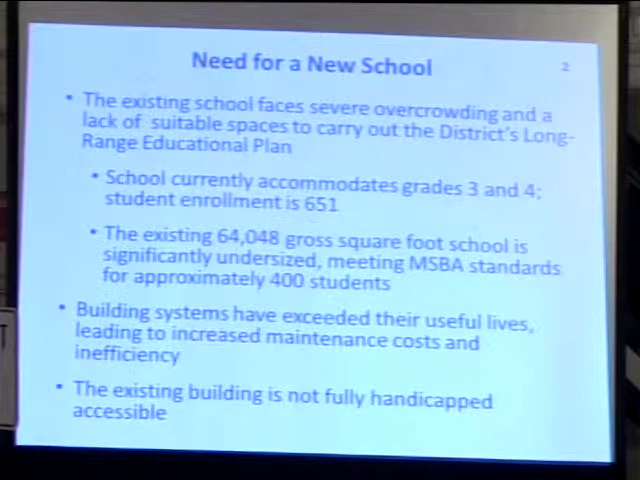 Need for a New School
2
• The existing school faces severe overcrowding and a
lack of suitable spaces to carry out the District's Long-
Range Educational Plan
• School currently accommodates grades 3 and 4;
student enrollment is 651
• The existing 64,048 gross square foot school is
significantly undersized, meeting MSBA standards
for approximately 400 students
• Building systems have exceeded their useful lives,
leading to increased maintenance costs and
inefficiency
• The existing building is not fully handicapped
accessible
T